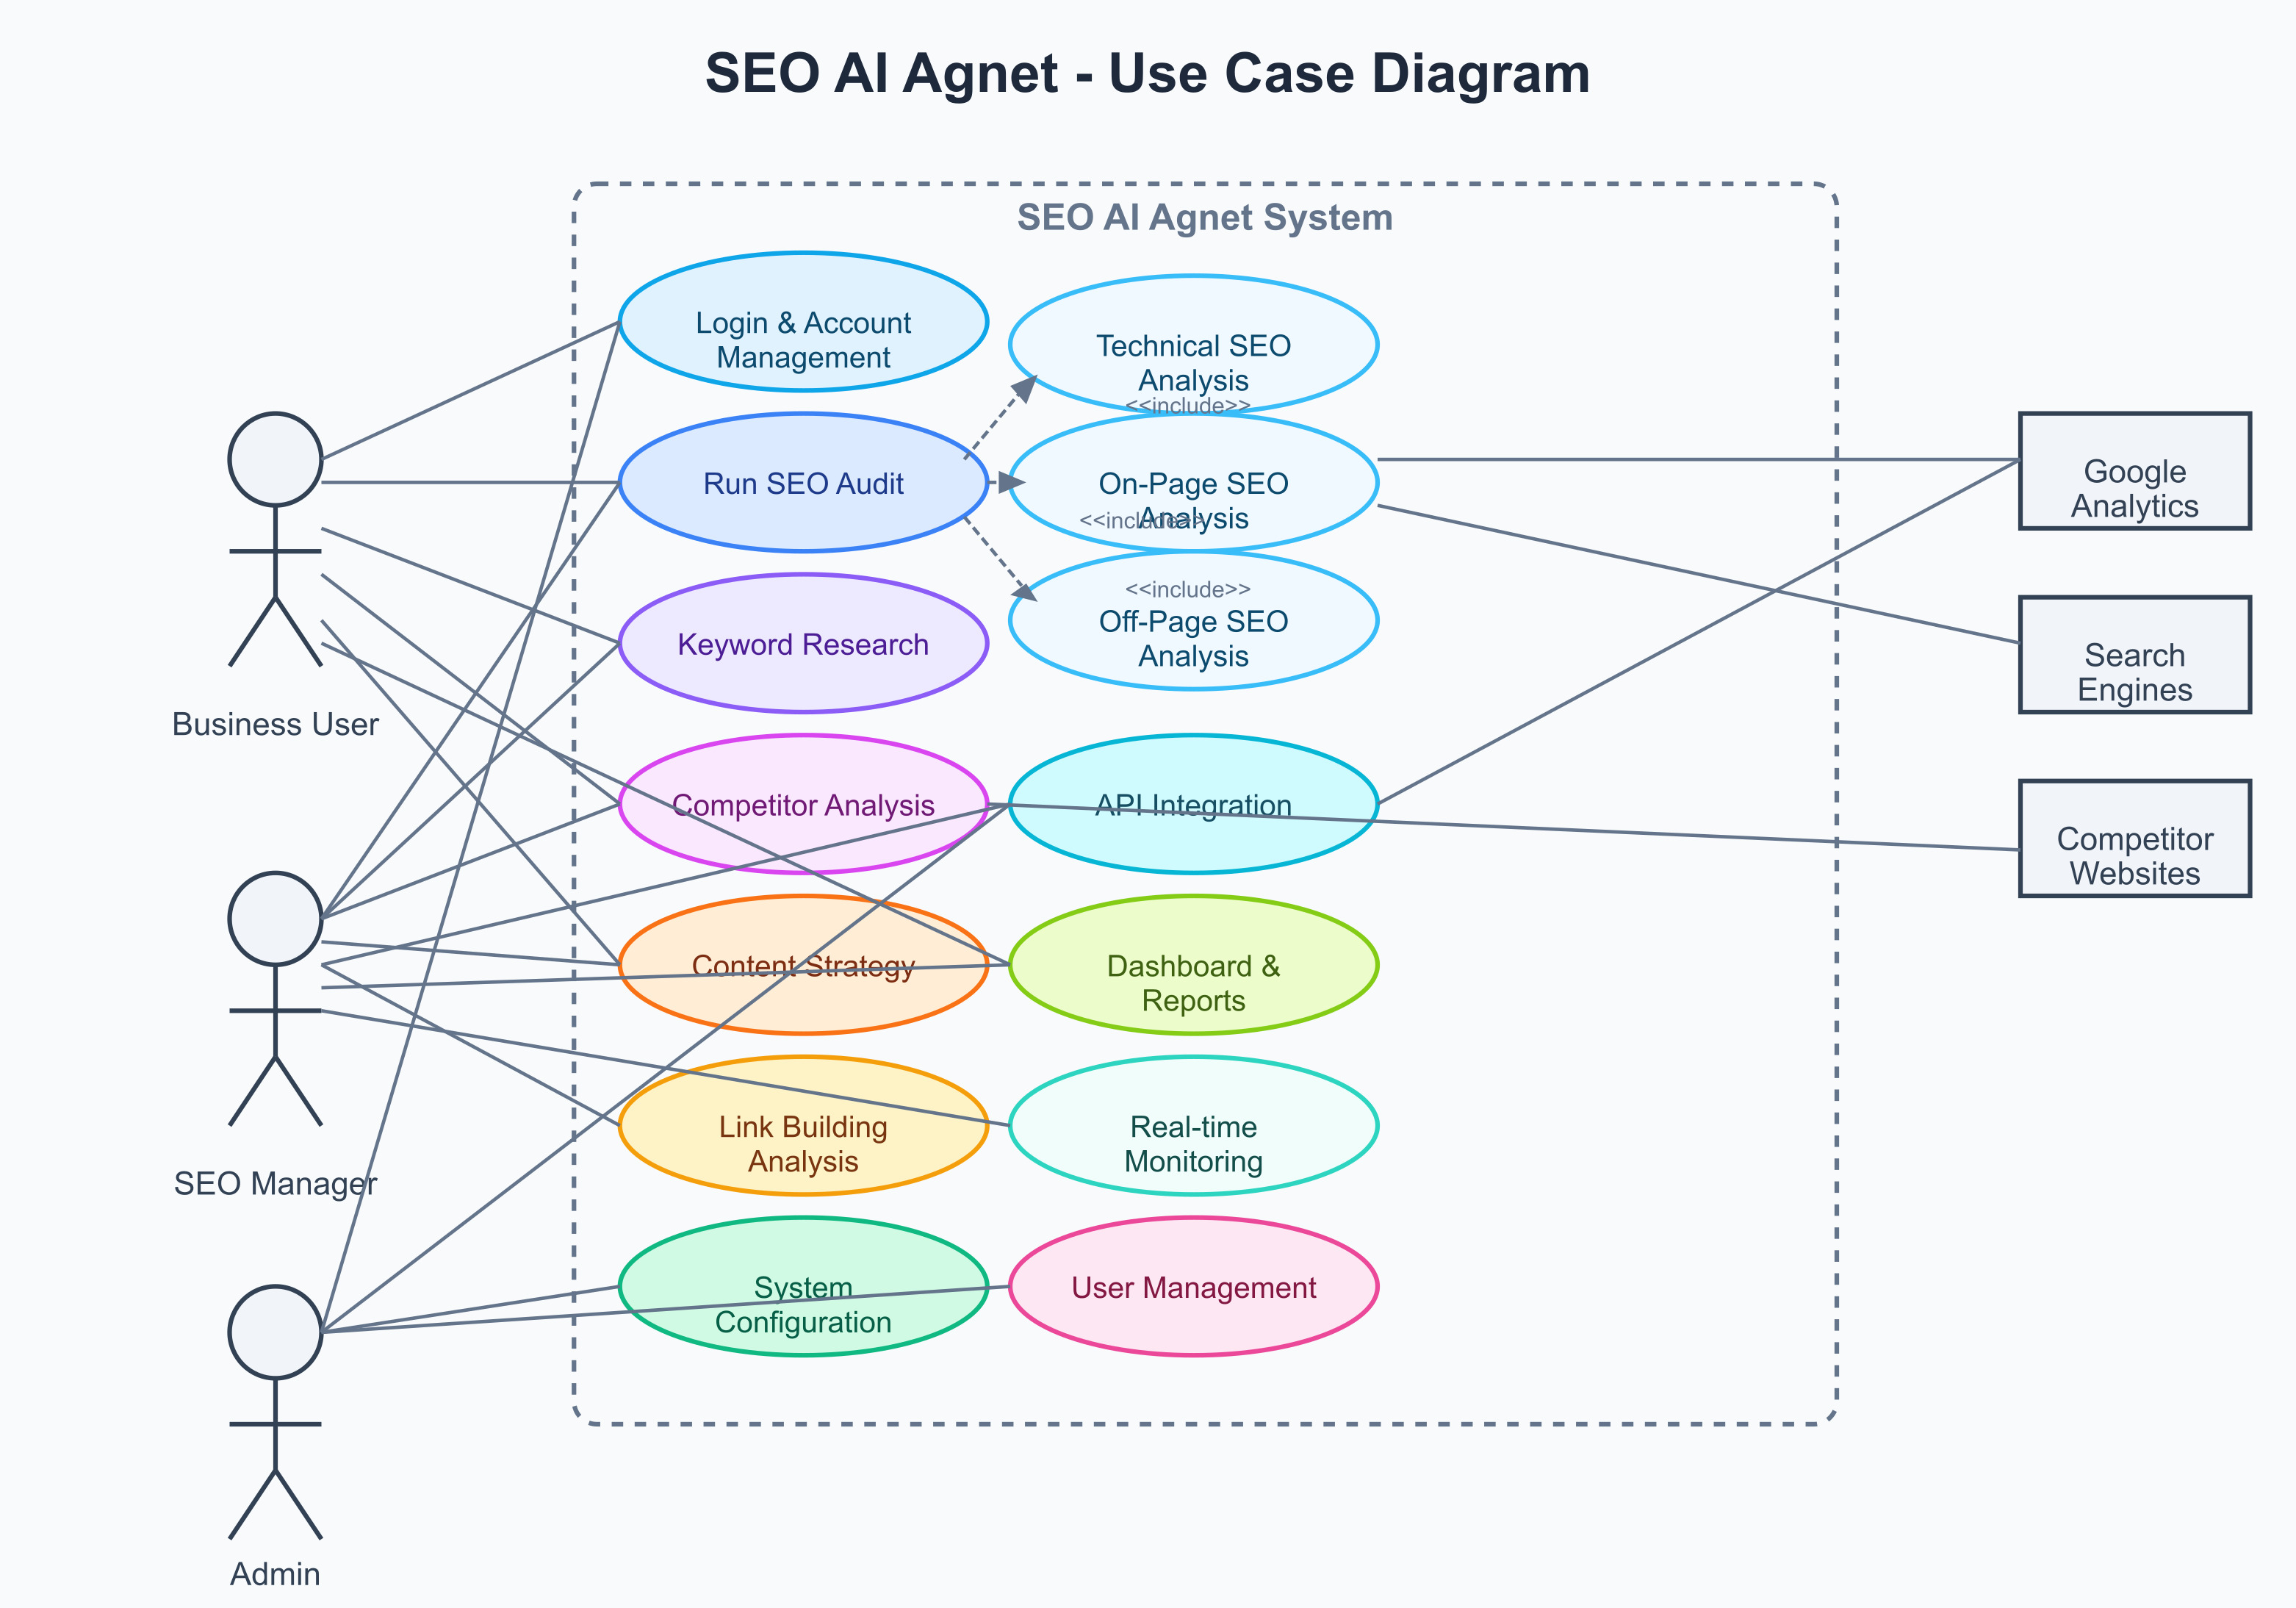 SEO AI Agnet - Use Case Diagram
SEO AI Agnet System
Login & Account
Management
Technical SEO
Analysis
<<include>>
Run SEO Audit
On-Page SEO
Analysis
<<include>>
<<include>>
Off-Page SEO
Analysis
Keyword Research
Competitor Analysis
API Integration
Content Strategy
Dashboard &
Reports
Link Building
Analysis
Real-time
Monitoring
System
Configuration
User Management
Business User
SEO Manager
Admin
Google
Analytics
Search
Engines
Competitor
Websites